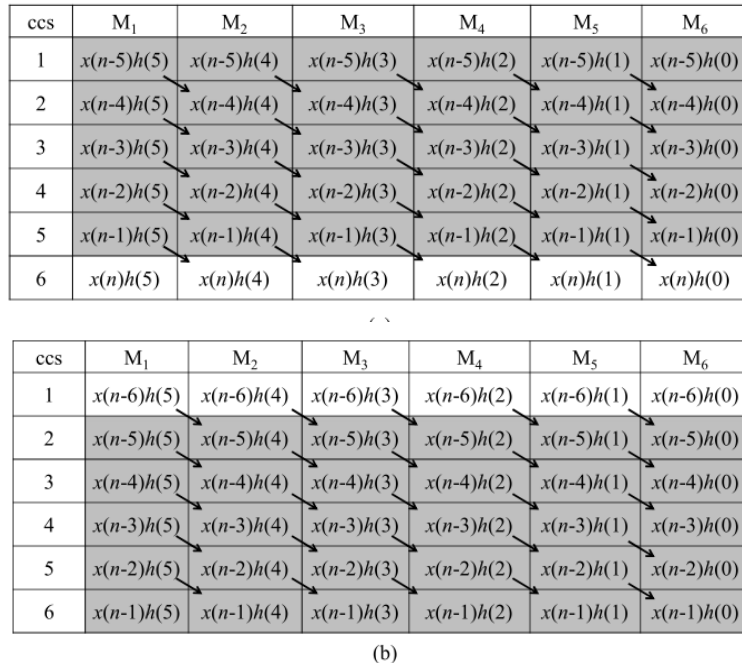 ccs M₁ M₂ M₃ M₄ M₅ M₆
1 x(n-5)h(5) x(n-5)h(4) x(n-5)h(3) x(n-5)h(2) x(n-5)h(1) x(n-5)h(0)
2 x(n-4)h(5) x(n-4)h(4) x(n-4)h(3) x(n-4)h(2) x(n-4)h(1) x(n-4)h(0)
3 x(n-3)h(5) x(n-3)h(4) x(n-3)h(3) x(n-3)h(2) x(n-3)h(1) x(n-3)h(0)
4 x(n-2)h(5) x(n-2)h(4) x(n-2)h(3) x(n-2)h(2) x(n-2)h(1) x(n-2)h(0)
5 x(n-1)h(5) x(n-1)h(4) x(n-1)h(3) x(n-1)h(2) x(n-1)h(1) x(n-1)h(0)
6 x(n)h(5) x(n)h(4) x(n)h(3) x(n)h(2) x(n)h(1) x(n)h(0)
ccs M₁ M₂ M₃ M₄ M₅ M₆
1 x(n-6)h(5) x(n-6)h(4) x(n-6)h(3) x(n-6)h(2) x(n-6)h(1) x(n-6)h(0)
2 x(n-5)h(5) x(n-5)h(4) x(n-5)h(3) x(n-5)h(2) x(n-5)h(1) x(n-5)h(0)
3 x(n-4)h(5) x(n-4)h(4) x(n-4)h(3) x(n-4)h(2) x(n-4)h(1) x(n-4)h(0)
4 x(n-3)h(5) x(n-3)h(4) x(n-3)h(3) x(n-3)h(2) x(n-3)h(1) x(n-3)h(0)
5 x(n-2)h(5) x(n-2)h(4) x(n-2)h(3) x(n-2)h(2) x(n-2)h(1) x(n-2)h(0)
6 x(n-1)h(5) x(n-1)h(4) x(n-1)h(3) x(n-1)h(2) x(n-1)h(1) x(n-1)h(0)
(b)